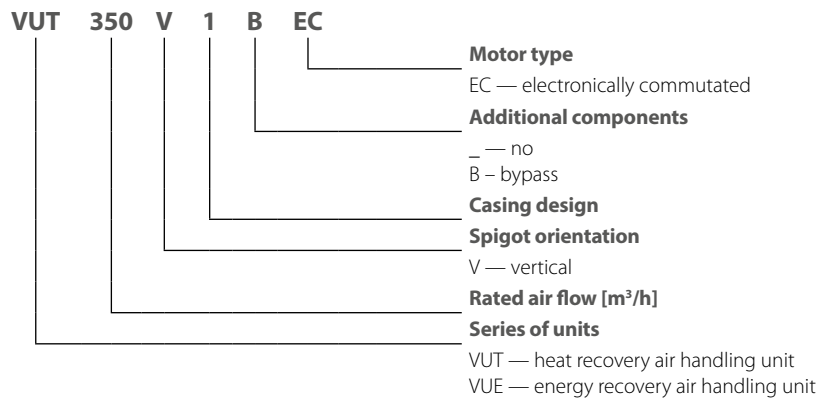 VUT 350 V 1 B EC
Motor type
EC — electronically commutated
Additional components
_ — no
B – bypass
Casing design
Spigot orientation
V — vertical
Rated air flow [m³/h]
Series of units
VUT — heat recovery air handling unit
VUE — energy recovery air handling unit